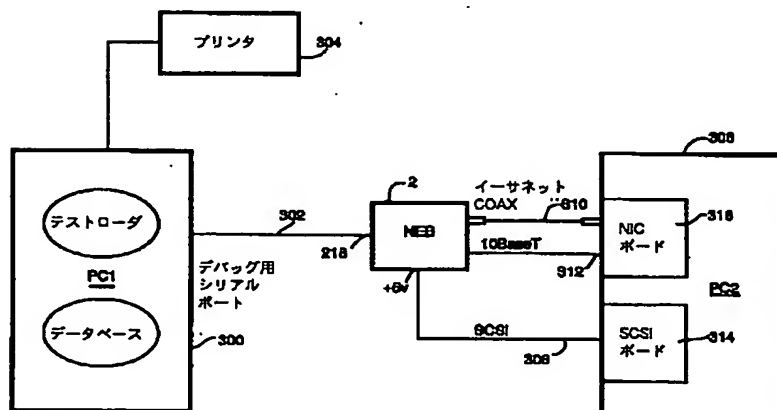 プリンタ
304
テストローダ
PC1
データベース
300
302
デバッグ用
シリアル
ポート
218
2
NEB
イーサネット
COAX
310
10BaseT
312
+5v
SCSI
NIC
ボード
PC2
SCSI
ボード
314